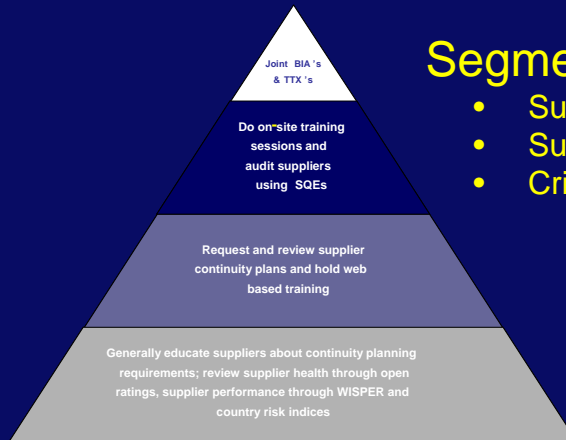 Joint BIA 's
& TTX 's
Do on-site training
sessions and
audit suppliers
using SQEs
Request and review supplier
continuity plans and hold web
based training
Generally educate suppliers about continuity planning
requirements; review supplier health through open
ratings, supplier performance through WISPER and
country risk indices
Segme
• Su
• Su
• Cri